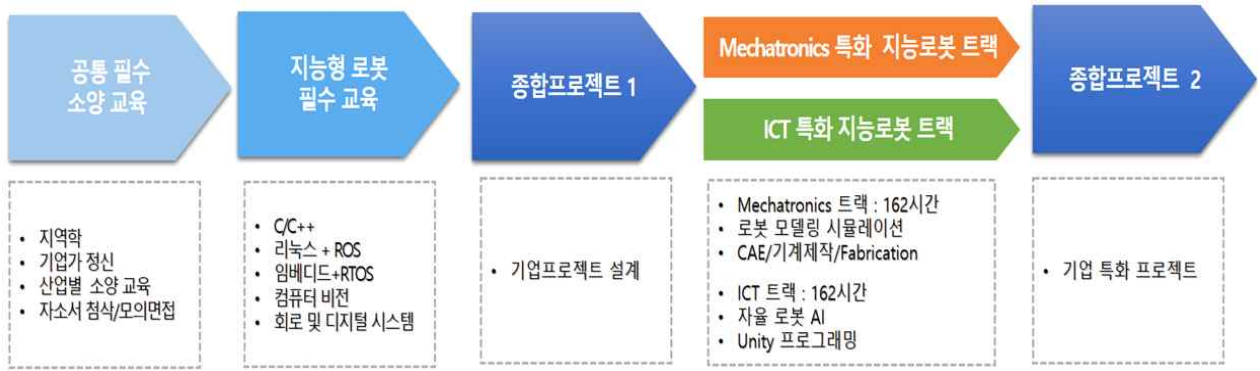 공통 필수
소양 교육
지능형 로봇
필수 교육
종합프로젝트 1
Mechatronics 특화 지능로봇 트랙
ICT 특화 지능로봇 트랙
종합프로젝트 2
• 지역학
• 기업가 정신
• 산업별 소양 교육
• 자소서 첨삭/모의면접
• C/C++
• 리눅스 + ROS
• 임베디드+RTOS
• 컴퓨터 비전
• 회로 및 디지털 시스템
• 기업프로젝트 설계
• Mechatronics 트랙 : 162시간
• 로봇 모델링 시뮬레이션
• CAE/기계제작/Fabrication
• ICT 트랙 : 162시간
• 자율 로봇 AI
• Unity 프로그래밍
• 기업 특화 프로젝트